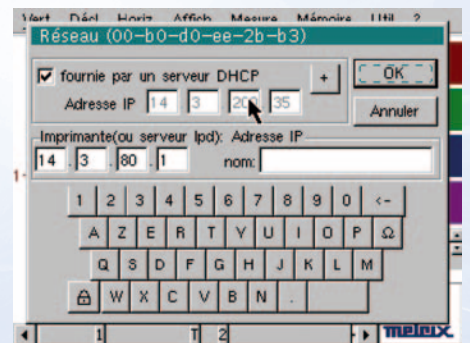 Vert Décl Horiz Affich Mesure Mémoire Util ?
Réseau (00-b0-d0-ee-2b-b3)
fournie par un serveur DHCP + OK
Adresse IP 14 3 200 35 Annuler
Imprimante(ou serveur lpd): Adresse IP
14 . 3 . 80 . 1 nom:
1 2 3 4 5 6 7 8 9 0 <-
A Z E R T Y U I O P Ω
Q S D F G H J K L M
W X C V B N .
1 T 2 metrix